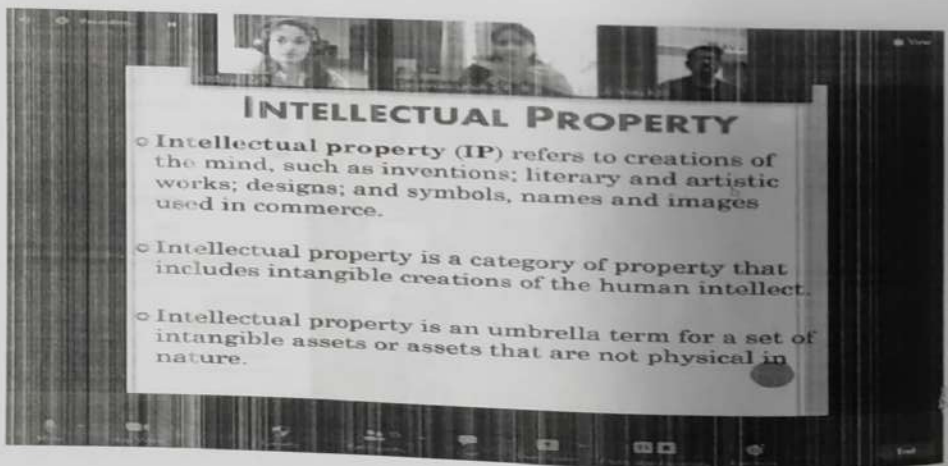 View
INTELLECTUAL PROPERTY
Intellectual property (IP) refers to creations of
the mind, such as inventions; literary and artistic
works; designs; and symbols, names and images
used in commerce.
Intellectual property is a category of property that
includes intangible creations of the human intellect.
Intellectual property is an umbrella term for a set of
intangible assets or assets that are not physical in
nature.
End